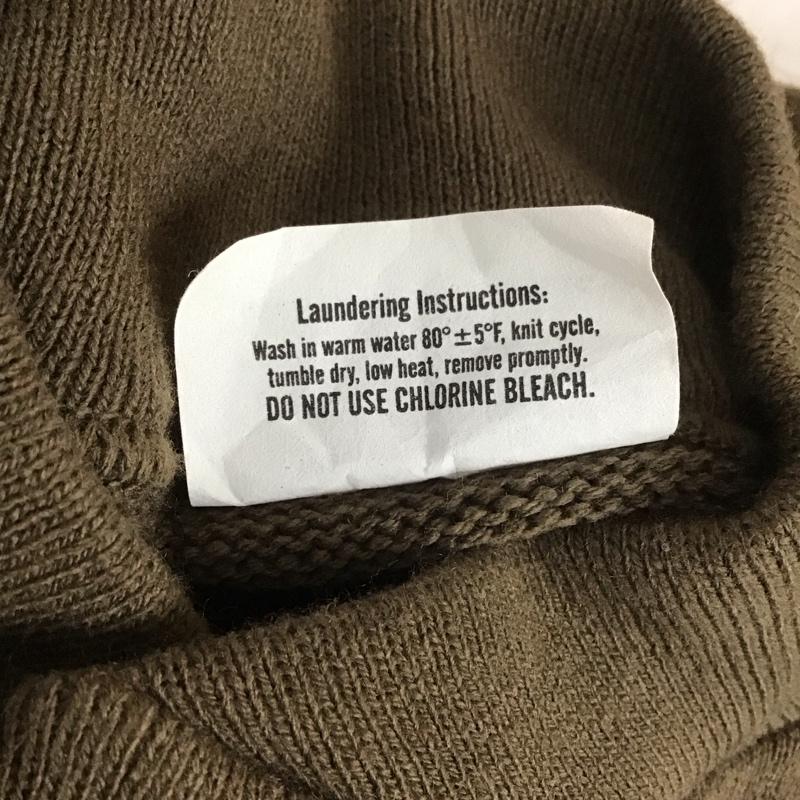 Laundering Instructions:
Wash in warm water 80°±5°F, knit cycle,
tumble dry, low heat, remove promptly.
DO NOT USE CHLORINE BLEACH.